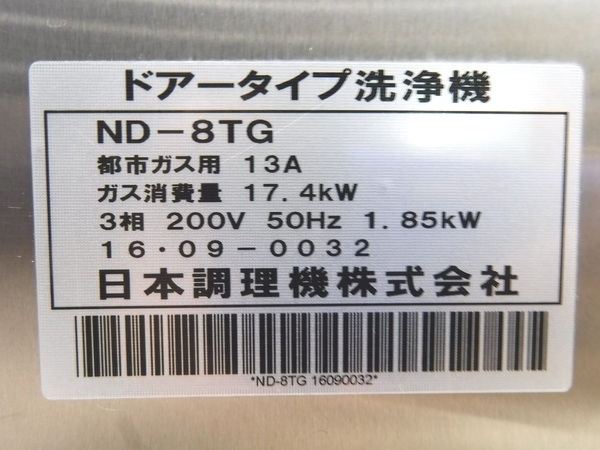 ドアータイプ洗浄機
ND-8TG
都市ガス用 13A
ガス消費量 17.4kW
3相 200V 50Hz 1.85kW
16・09-0032
日本調理機株式会社
*ND-8TG 16090032*